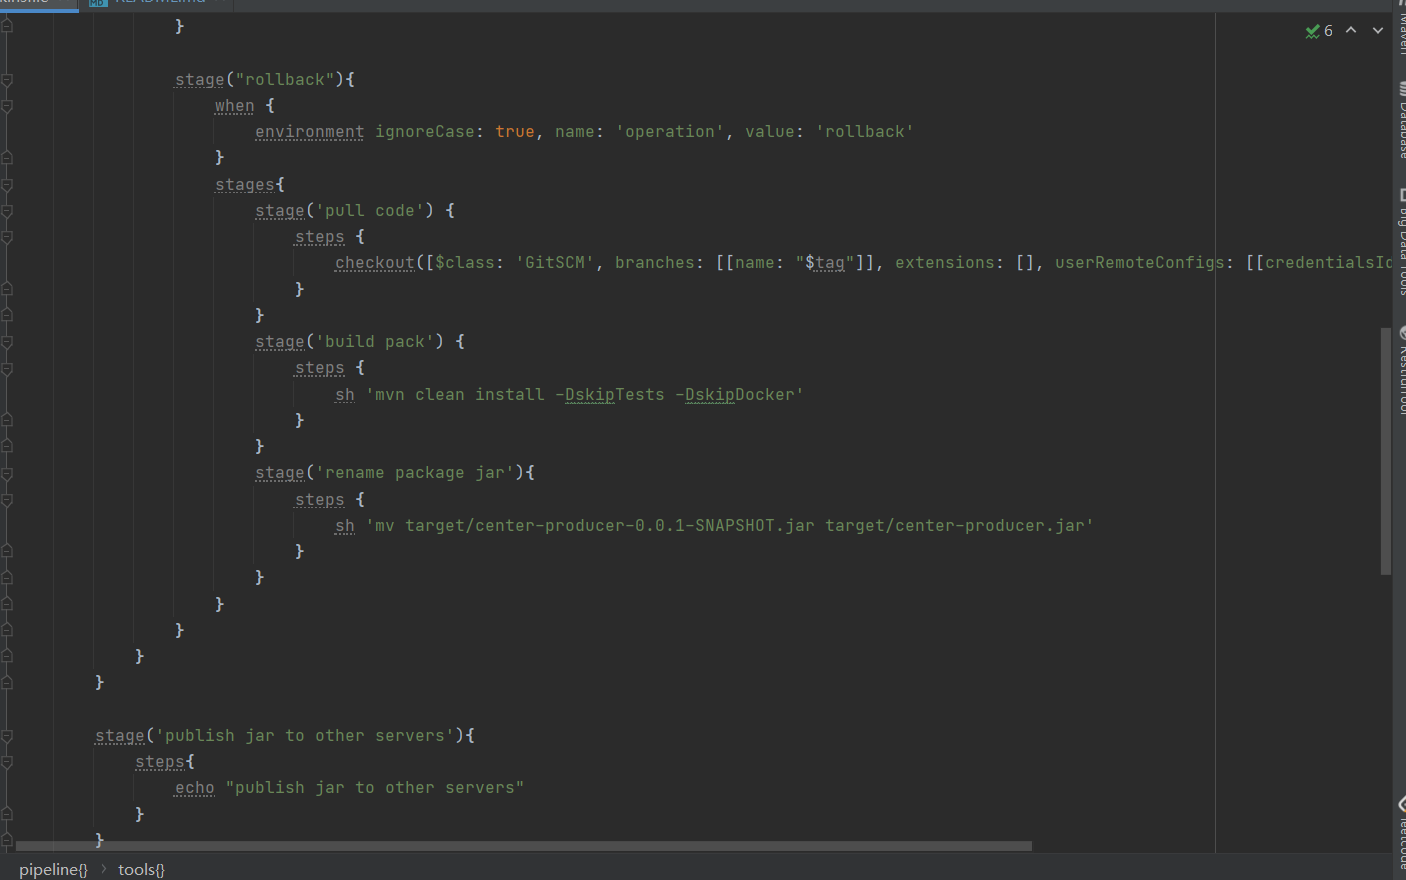 README.md
}
6
stage("rollback"){
when {
environment ignoreCase: true, name: 'operation', value: 'rollback'
}
stages{
stage('pull code') {
steps {
checkout([$class: 'GitSCM', branches: [[name: "$tag"]], extensions: [], userRemoteConfigs: [[credentialsId
}
}
stage('build pack') {
steps {
sh 'mvn clean install -DskipTests -DskipDocker'
}
}
stage('rename package jar'){
steps {
sh 'mv target/center-producer-0.0.1-SNAPSHOT.jar target/center-producer.jar'
}
}
}
}
}
}
stage('publish jar to other servers'){
steps{
echo "publish jar to other servers"
}
}
pipeline{} › tools{}
Maven
Database
Big Data Tools
RestfulTool
leetcode